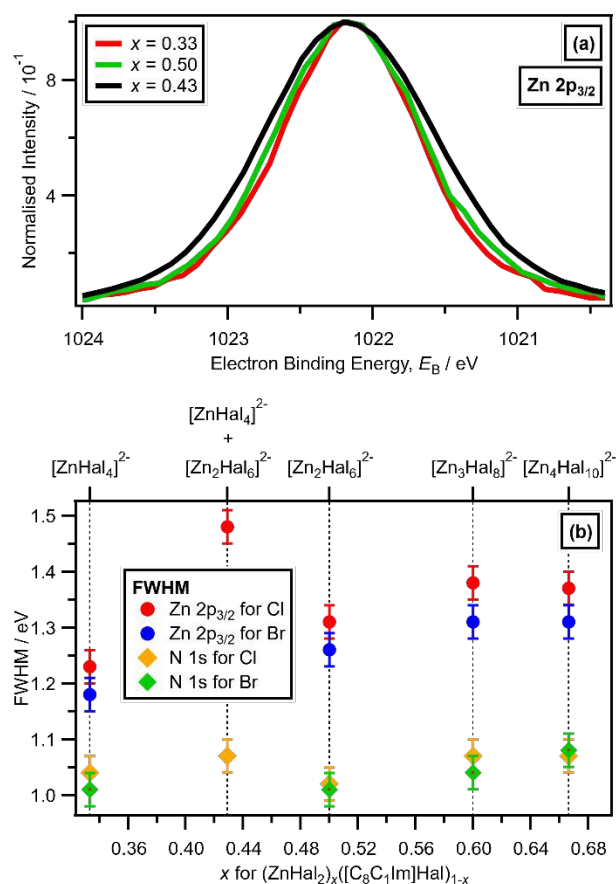 x = 0.33
x = 0.50
x = 0.43
(a)
Zn 2p3/2
Normalised Intensity / 10⁻¹
8
4
1024
1023
1022
1021
Electron Binding Energy, EB / eV
[ZnHal4]²⁻
+
[ZnHal4]²⁻
[Zn2Hal6]²⁻
[Zn2Hal6]²⁻
[Zn3Hal8]²⁻
[Zn4Hal10]²⁻
(b)
FWHM / eV
1.5
1.4
1.3
1.2
1.1
1.0
FWHM
Zn 2p3/2 for Cl
Zn 2p3/2 for Br
N 1s for Cl
N 1s for Br
0.36
0.40
0.44
0.48
0.52
0.56
0.60
0.64
0.68
x for (ZnHal2)x([C8C1Im]Hal)1-x